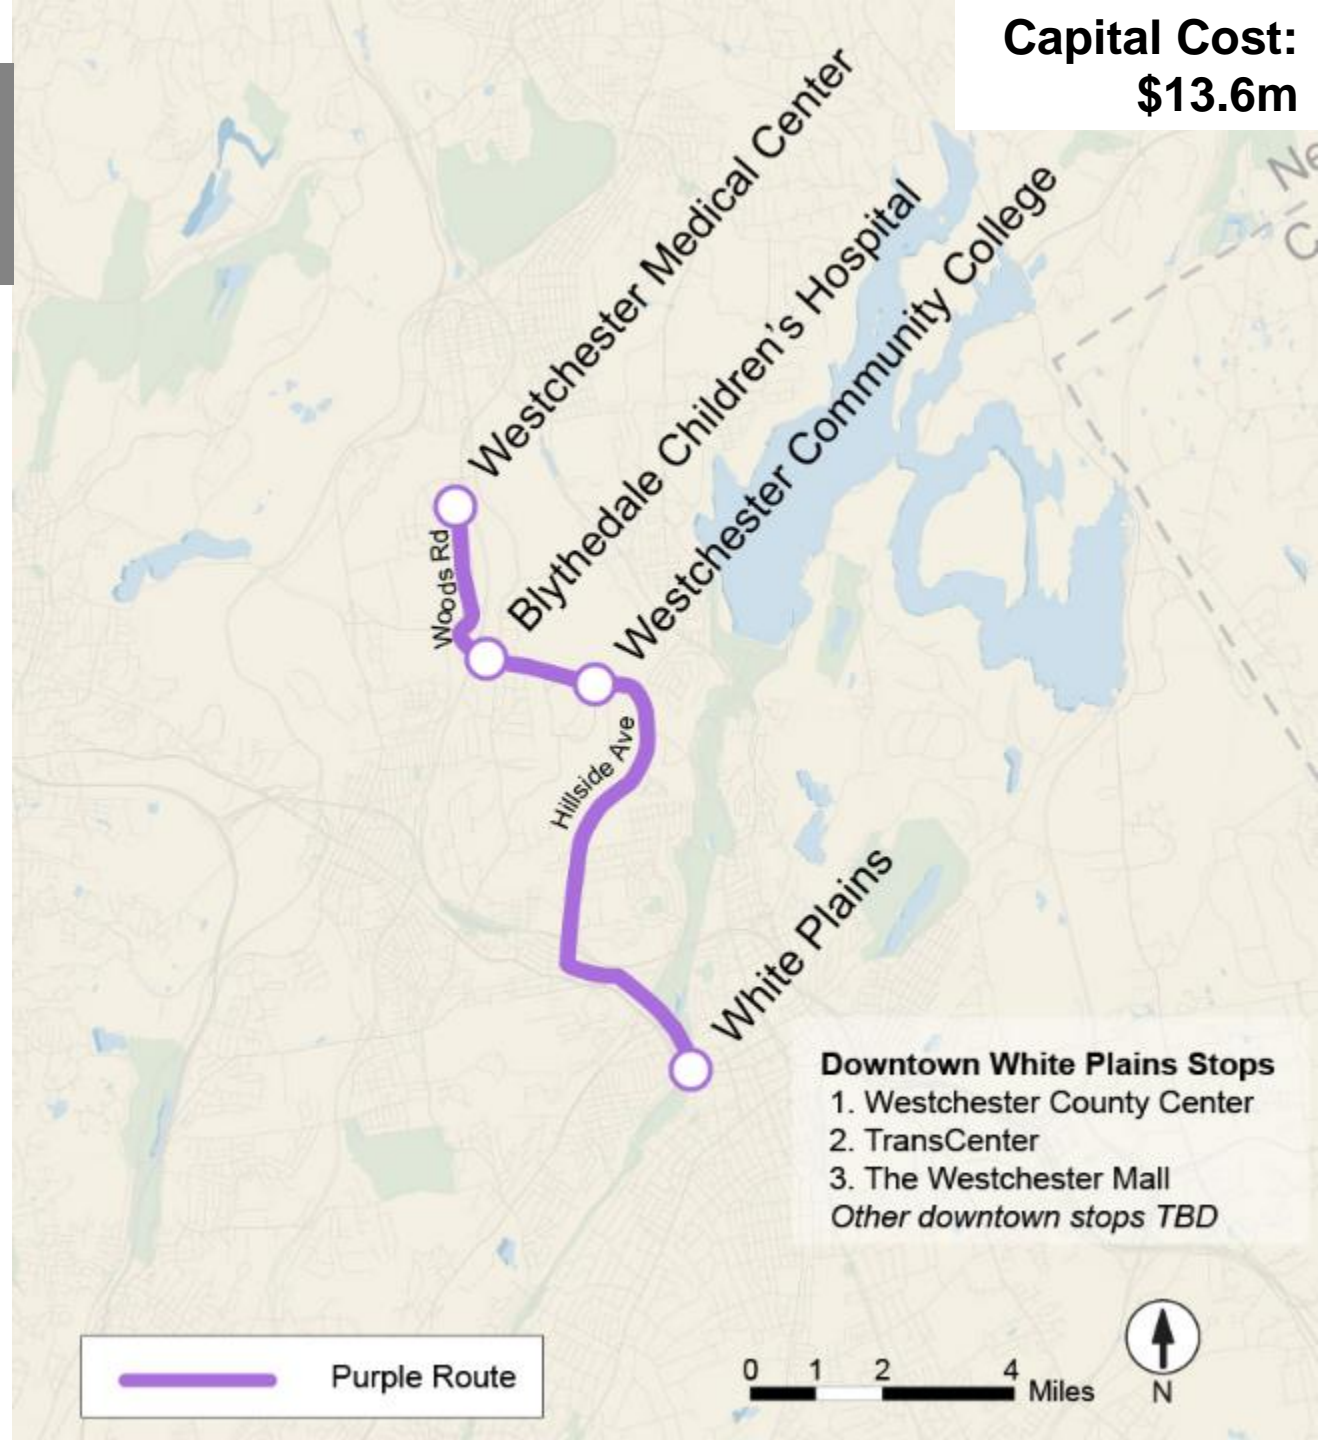 Capital Cost:
$13.6m
Ne
C
Westchester Medical Center
Blythedale Children's Hospital
Westchester Community College
Woods Rd
Hillside Ave
White Plains
Downtown White Plains Stops
1. Westchester County Center
2. TransCenter
3. The Westchester Mall
Other downtown stops TBD
Purple Route
0 1 2 4
Miles
N